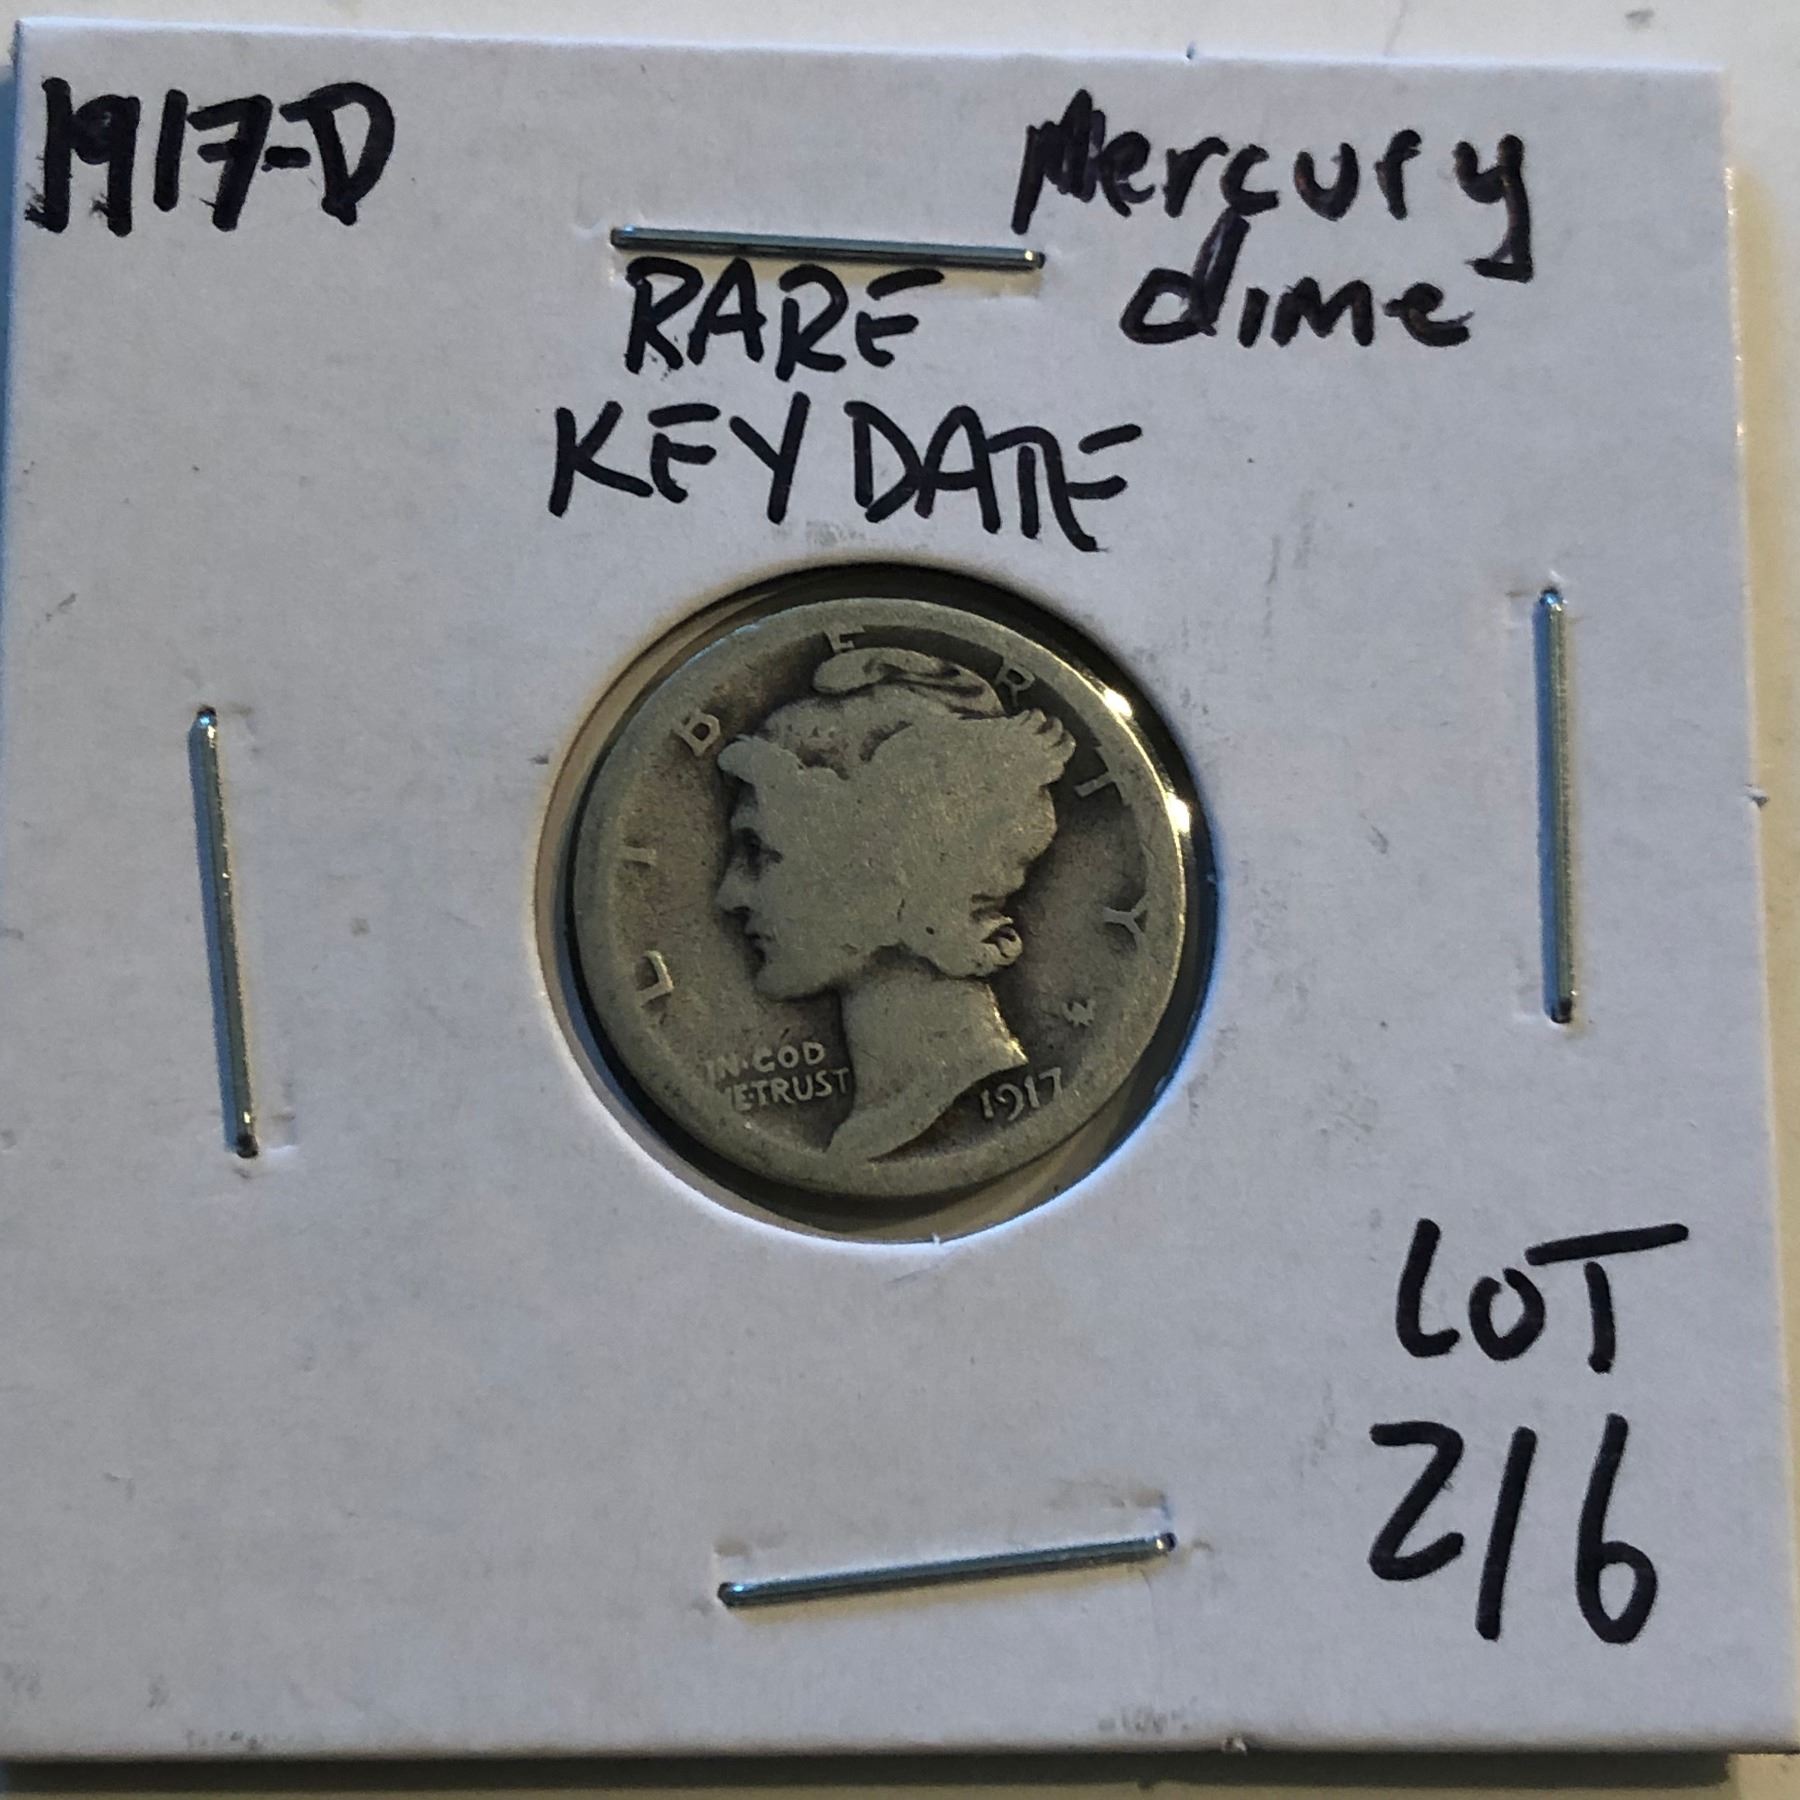 1917-D
Mercury
dime
RARE
KEY DATE
LIBERTY
IN·GOD
WE TRUST
1917
LOT
216